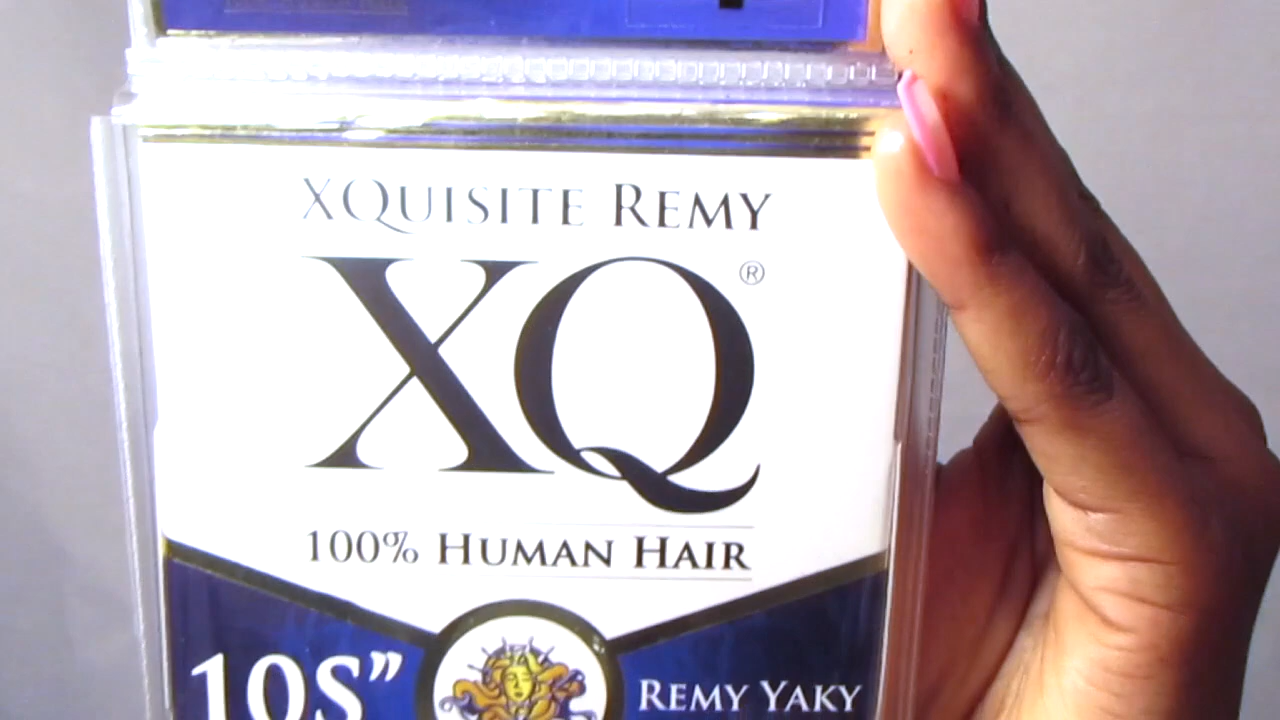 XQUISITE REMY
XQ®
100% HUMAN HAIR
10S”
REMY YAKY